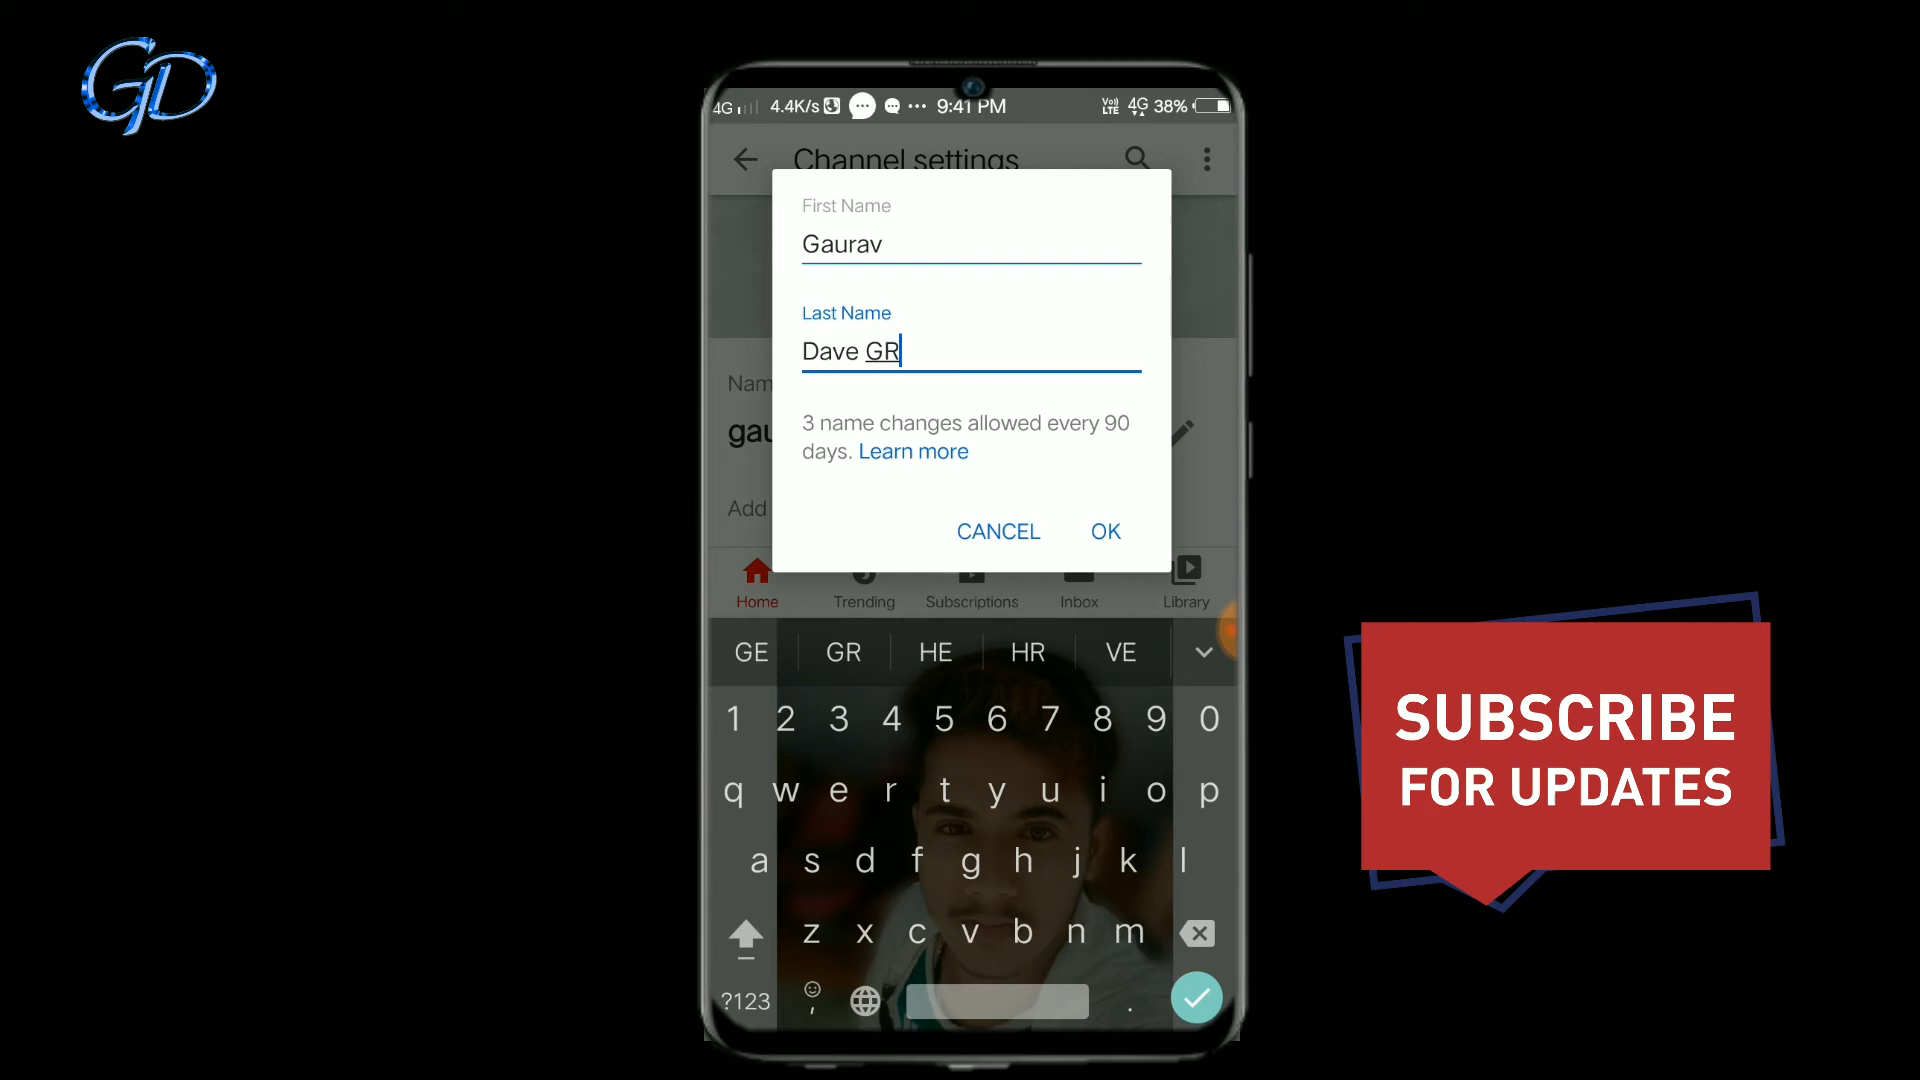 GD
4G 4.4K/s 9:41 PM VoLTE 4G 38%
Channel settings
First Name
Gaurav
Last Name
Dave GR
3 name changes allowed every 90
days. Learn more
CANCEL OK
Nam
gau
Add
Home Trending Subscriptions Inbox Library
GE GR HE HR VE
1 2 3 4 5 6 7 8 9 0
q w e r t y u i o p
a s d f g h j k l
z x c v b n m
?123 , .
SUBSCRIBE
FOR UPDATES